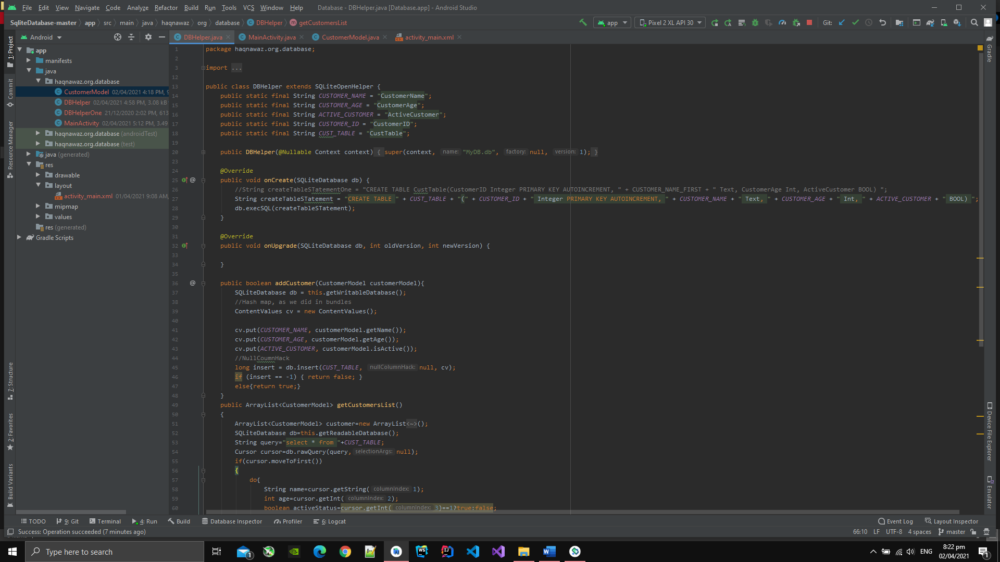 File Edit View Navigate Code Analyze Refactor Build Run Tools VCS Window Help Database - DBHelper.java [Database.app] - Android Studio
SqliteDatabase-master app src main java haqnawaz org database DBHelper getCustomersList app Pixel 2 XL API 30 Git:
Android DBHelper.java MainActivity.java CustomerModel.java activity_main.xml
1: Project
Commit
Resource Manager
7: Structure
2: Favorites
Build Variants
app
manifests
java
haqnawaz.org.database
CustomerModel 02/04/2021 4:18 PM, 9
DBHelper 02/04/2021 4:58 PM, 3.08 kB
DBHelperOne 21/12/2020 2:02 PM, 613
MainActivity 02/04/2021 5:12 PM, 3.49
haqnawaz.org.database (androidTest)
haqnawaz.org.database (test)
java (generated)
res
drawable
layout
activity_main.xml 01/04/2021 9:08 AM,
mipmap
values
res (generated)
Gradle Scripts
1 package haqnawaz.org.database;
2
3 import ...
12
13 public class DBHelper extends SQLiteOpenHelper {
14 public static final String CUSTOMER_NAME = "CustomerName";
15 public static final String CUSTOMER_AGE = "CustomerAge";
16 public static final String ACTIVE_CUSTOMER = "ActiveCustomer";
17 public static final String CUSTOMER_ID = "CustomerID";
18 public static final String CUST_TABLE = "CustTable";
19
20 public DBHelper(@Nullable Context context) { super(context, name: "MyDB.db", factory: null, version: 1); }
23
24 @Override
25 @ public void onCreate(SQLiteDatabase db) {
26 //String createTableSTatementOne = "CREATE TABLE CustTable(CustomerID Integer PRIMARY KEY AUTOINCREMENT, " + CUSTOMER_NAME_FIRST + " Text, CustomerAge Int, ActiveCustomer BOOL) ";
27 String createTableSTatement = "CREATE TABLE " + CUST_TABLE + "(" + CUSTOMER_ID + " Integer PRIMARY KEY AUTOINCREMENT, " + CUSTOMER_NAME + " Text, " + CUSTOMER_AGE + " Int, " + ACTIVE_CUSTOMER + " BOOL) ";
28 db.execSQL(createTableSTatement);
29 }
30
31 @Override
32 public void onUpgrade(SQLiteDatabase db, int oldVersion, int newVersion) {
33
34 }
35
36 @ public boolean addCustomer(CustomerModel customerModel){
37 SQLiteDatabase db = this.getWritableDatabase();
38 //Hash map, as we did in bundles
39 ContentValues cv = new ContentValues();
40
41 cv.put(CUSTOMER_NAME, customerModel.getName());
42 cv.put(CUSTOMER_AGE, customerModel.getAge());
43 cv.put(ACTIVE_CUSTOMER, customerModel.isActive());
44 //NullCoumnHack
45 long insert = db.insert(CUST_TABLE, nullColumnHack: null, cv);
46 if (insert == -1) { return false; }
47 else{return true;}
48 }
49 public ArrayList<CustomerModel> getCustomersList()
50 {
51 ArrayList<CustomerModel> customer=new ArrayList<~>();
52 SQLiteDatabase db=this.getReadableDatabase();
53 String query="select * from "+CUST_TABLE;
54 Cursor cursor=db.rawQuery(query, selectionArgs: null);
55 if(cursor.moveToFirst())
56 {
57 do{
58 String name=cursor.getString( columnIndex: 1);
59 int age=cursor.getInt( columnIndex: 2);
60 boolean activeStatus=cursor.getInt( columnIndex: 3)==1?true:false;
Gradle
Device File Explorer
Emulator
TODO 9: Git Terminal 4: Run Build Database Inspector Profiler 6: Logcat Event Log Layout Inspector
Success: Operation succeeded (7 minutes ago) 66:10 LF UTF-8 4 spaces master
Type here to search 1 WS IJ W ENG 8:22 pm 1
02/04/2021